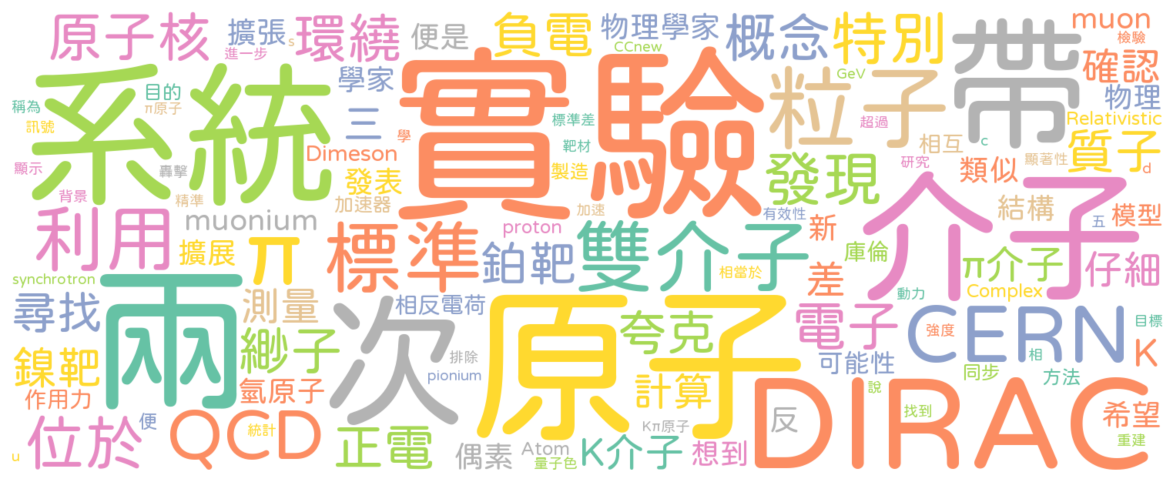 原子核 擴張 環繞 便是 負電 物理學家 概念 特別 帶 muon
進一步 s CCnew GeV 檢驗
系統 學家 實驗 粒子 確認
稱為 目的 π原子 三 標準差 超過 相互 c 物理
訊號 學 靶材 Relativistic
顯示 轟擊 Dimeson 製造 發現 研究 類似 顯著性 質子 d
背景 精準 發表 加速器 加速 有效性 介子 結構 五 模型
利用 muonium 標準 proton 雙介子 新
擴展 π 鉑靶 相當於 差 庫倫 π介子 仔細
synchrotron 兩 次 原子 動力 Complex
尋找 測量 相反電荷 夸克 電子 CERN 強度 目標
鎳靶 緲子 排除 可能性 相 K
作用力 氫原子 pionium 計算 DIRAC 說 同步 方法
位於 便 QCD 統計 正電 Kπ原子 反 找到 希望
u 偶素 Atom 量子色 K介子 想到 重建